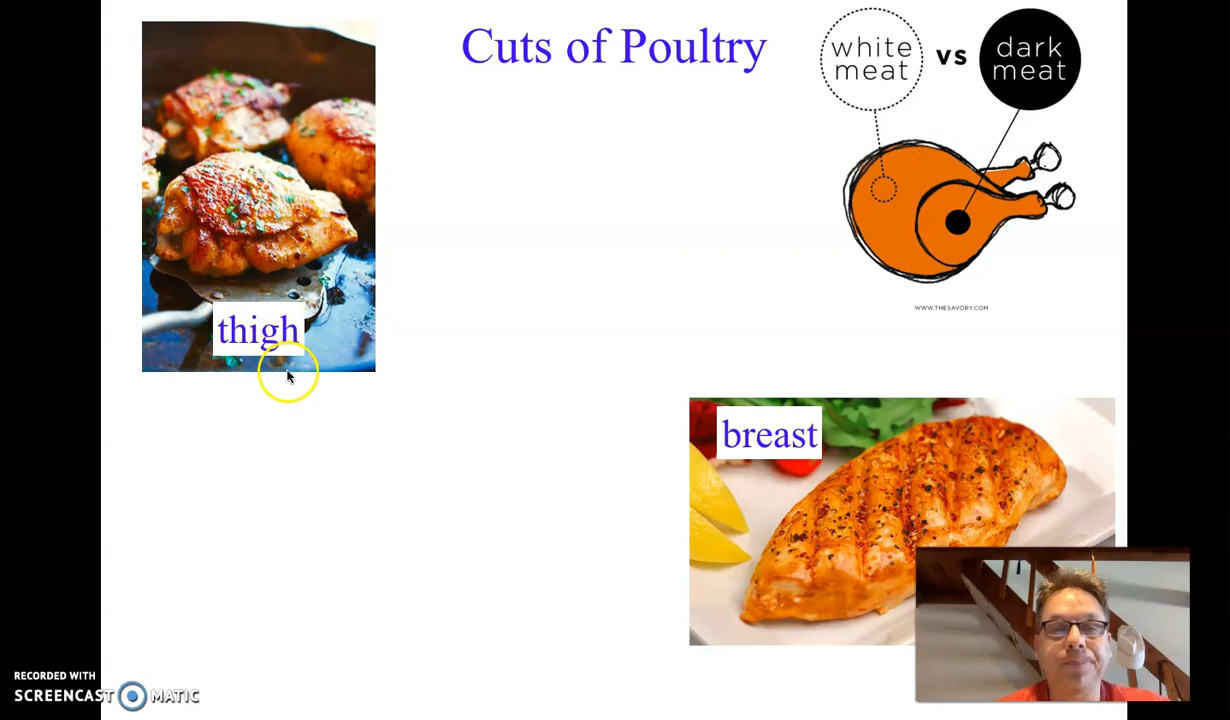 Cuts of Poultry
white
meat
vs
dark
meat
WWW.THESAVORY.COM
thigh
breast
RECORDED WITH
SCREENCAST MATIC